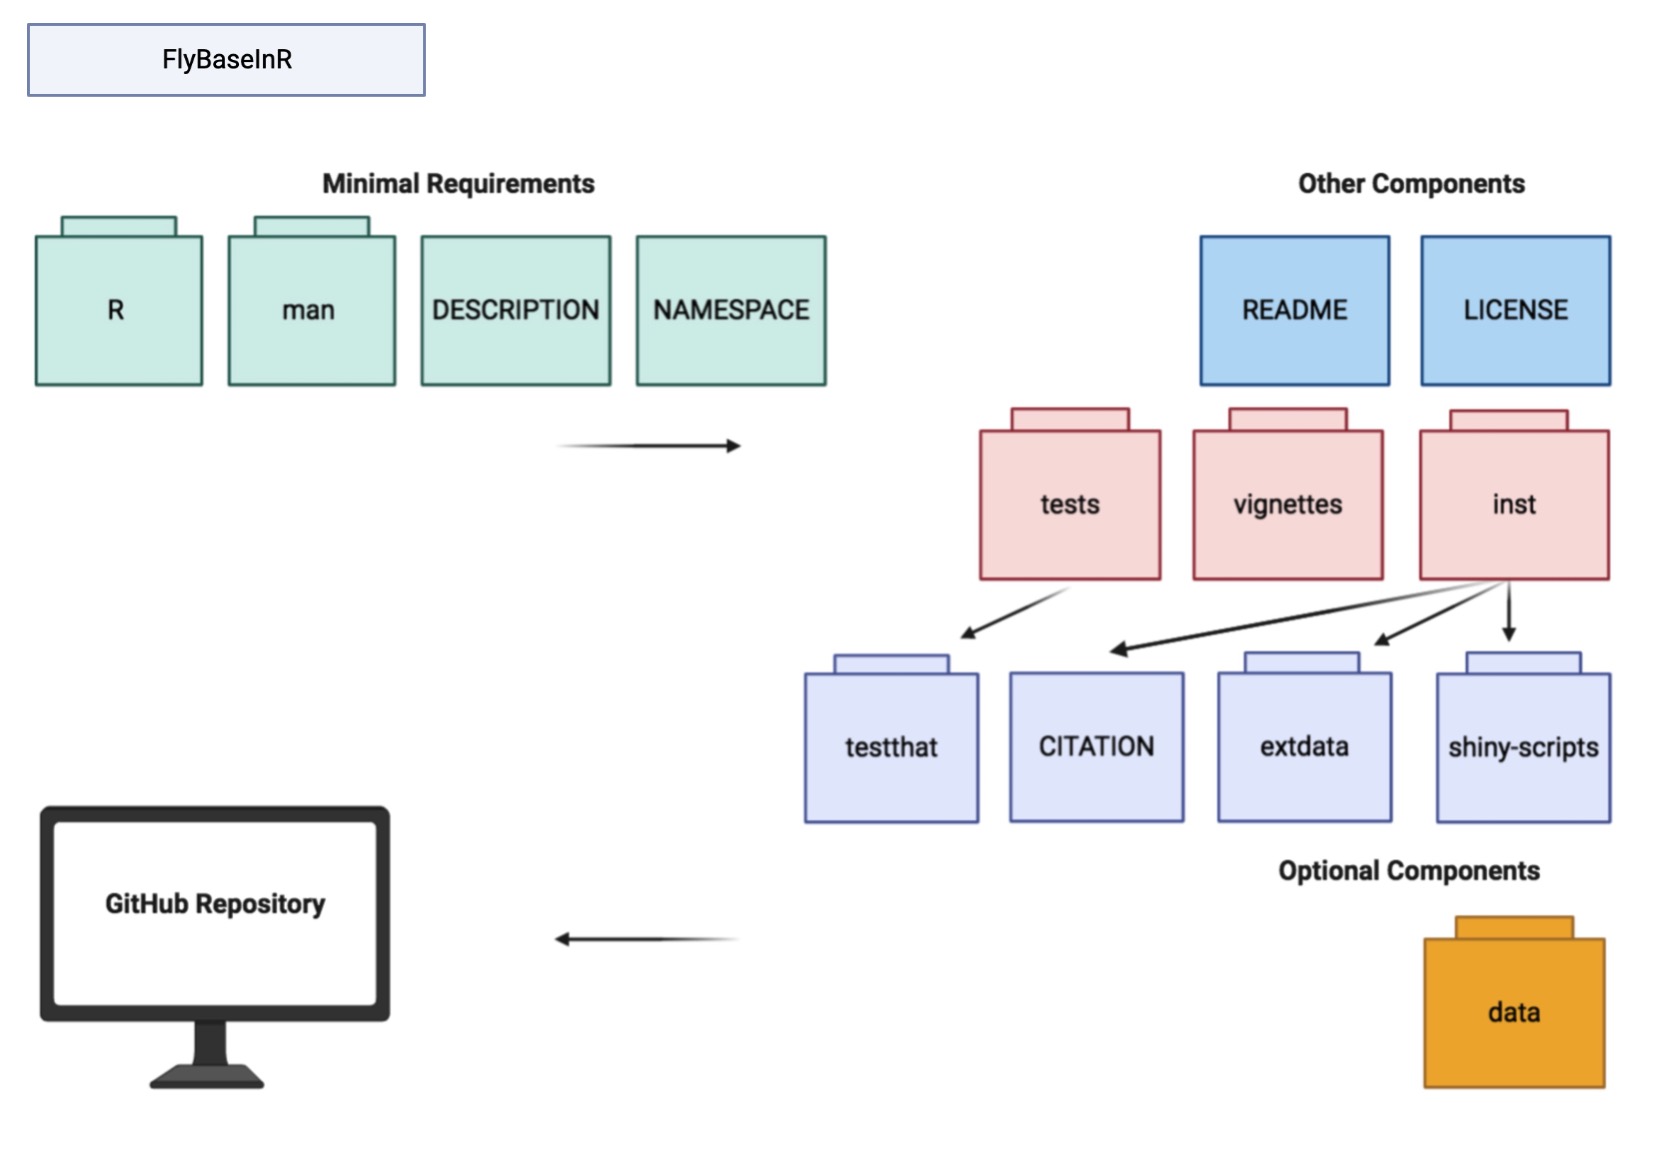 FlyBaseInR
Minimal Requirements
Other Components
R
man
DESCRIPTION
NAMESPACE
README
LICENSE
tests
vignettes
inst
testthat
CITATION
extdata
shiny-scripts
Optional Components
GitHub Repository
data